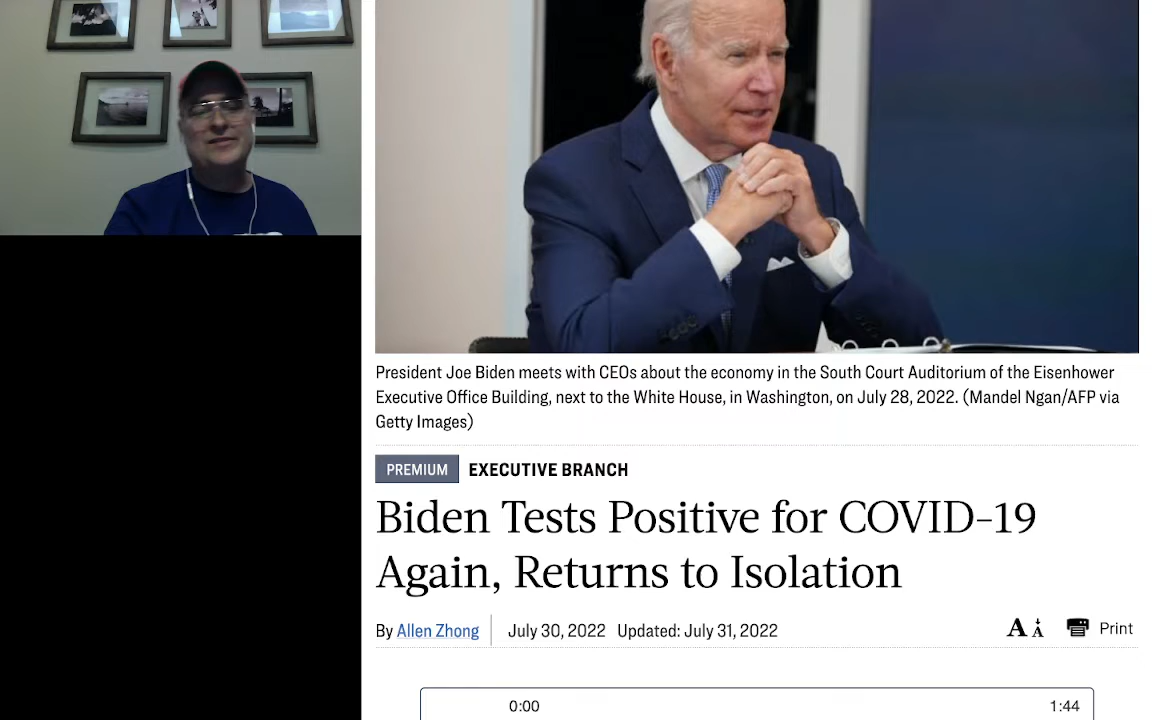 President Joe Biden meets with CEOs about the economy in the South Court Auditorium of the Eisenhower
Executive Office Building, next to the White House, in Washington, on July 28, 2022. (Mandel Ngan/AFP via
Getty Images)
PREMIUM EXECUTIVE BRANCH
Biden Tests Positive for COVID-19
Again, Returns to Isolation
By Allen Zhong July 30, 2022 Updated: July 31, 2022 A A Print
0:00 1:44